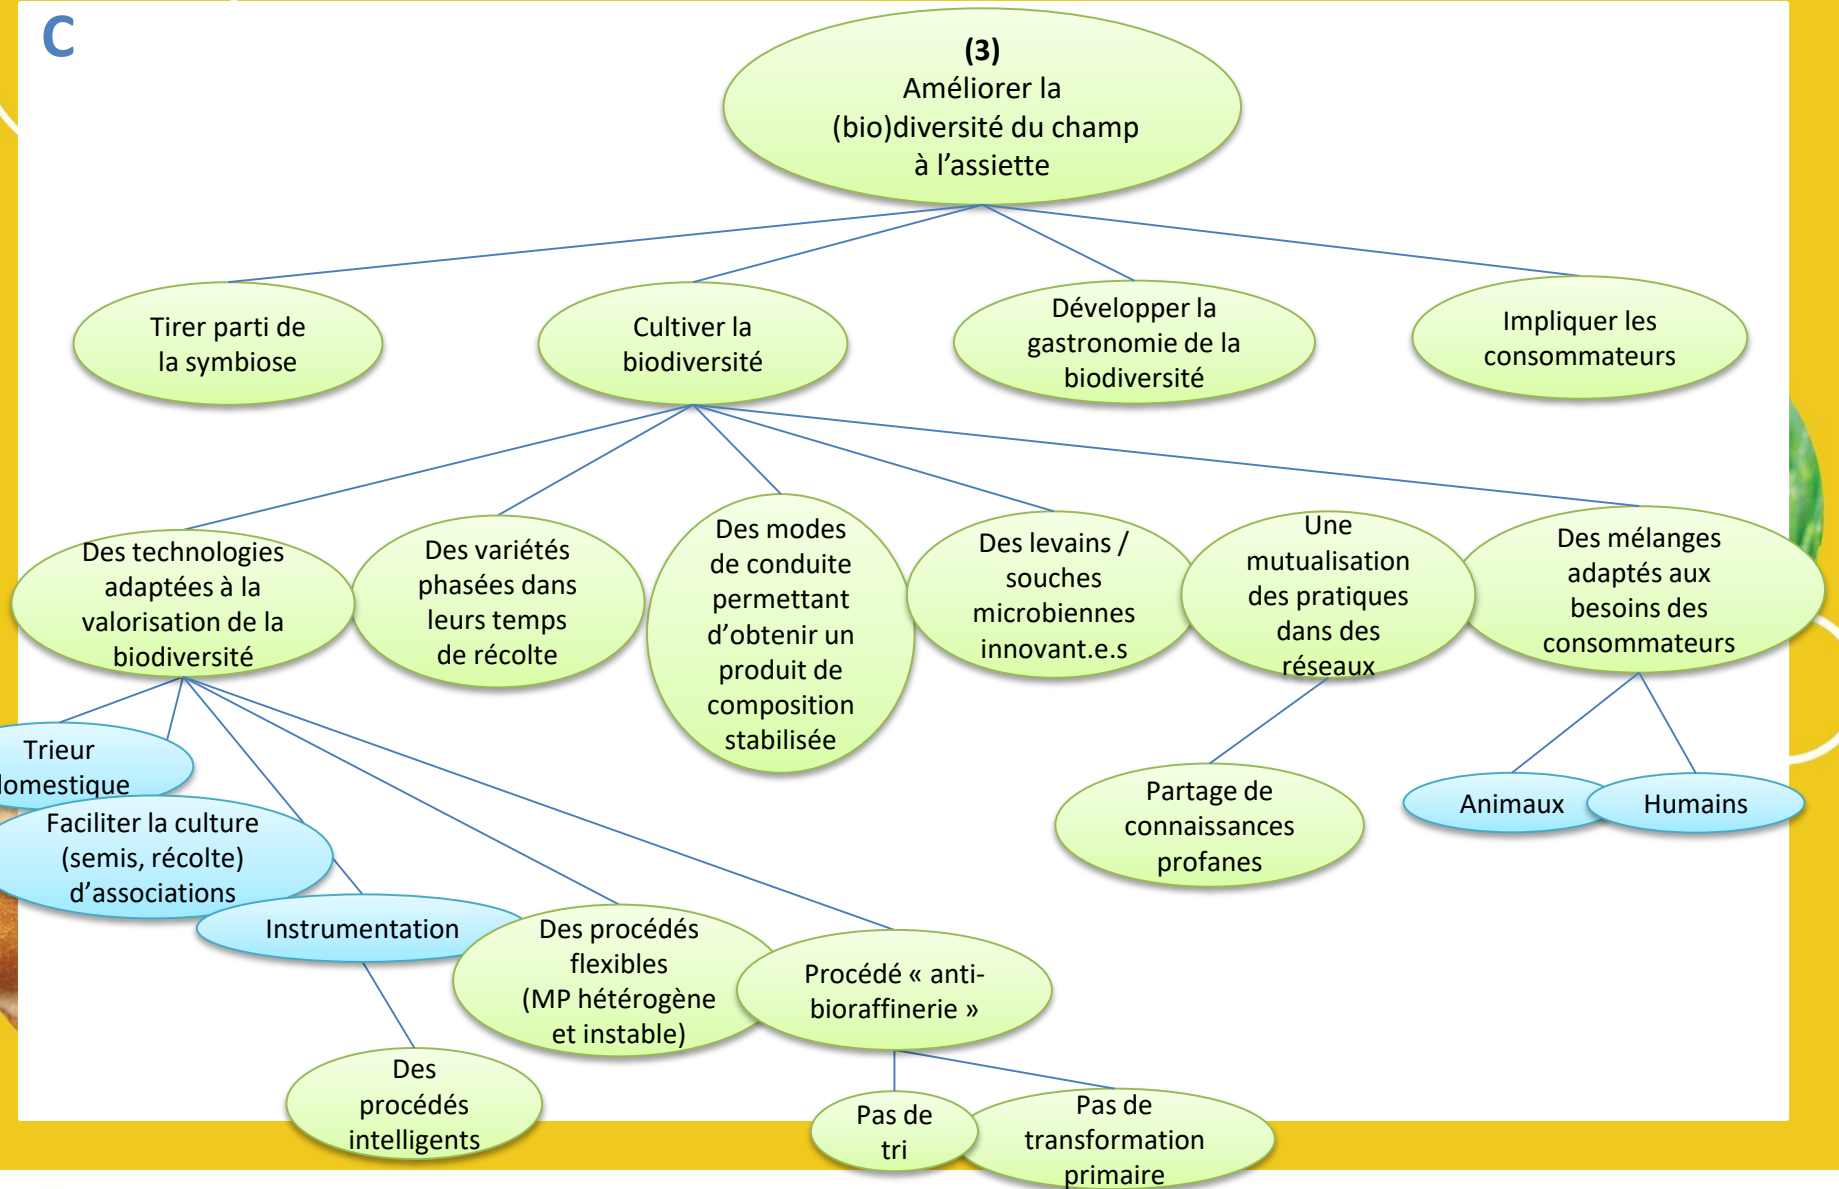 C
(3)
Améliorer la
(bio)diversité du champ
à l’assiette
Tirer parti de
la symbiose
Cultiver la
biodiversité
Développer la
gastronomie de la
biodiversité
Impliquer les
consommateurs
Des technologies
adaptées à la
valorisation de la
biodiversité
Des variétés
phasées dans
leurs temps
de récolte
Des modes
de conduite
permettant
d’obtenir un
produit de
composition
stabilisée
Des levains /
souches
microbiennes
innovant.e.s
Une
mutualisation
des pratiques
dans des
réseaux
Des mélanges
adaptés aux
besoins des
consommateurs
Trieur
domestique
Faciliter la culture
(semis, récolte)
d’associations
Instrumentation
Des procédés
flexibles
(MP hétérogène
et instable)
Procédé « anti-
bioraffinerie »
Partage de
connaissances
profanes
Animaux
Humains
Des
procédés
intelligents
Pas de
tri
Pas de
transformation
primaire